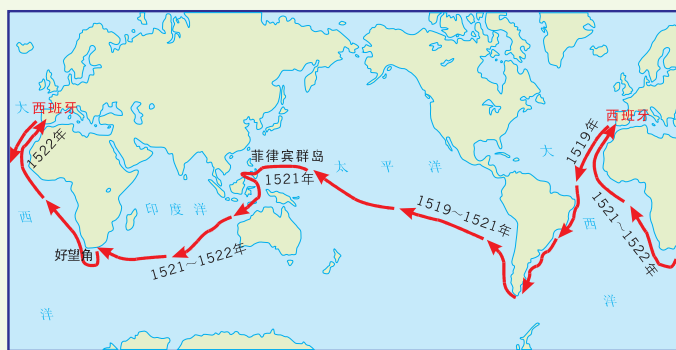 大
西班牙
1522年
西
洋
好望角
印度洋
1521～1522年
菲律宾群岛
1521年
太平洋
1519～1521年
大
西班牙
1519年
西
1521～1522年
洋